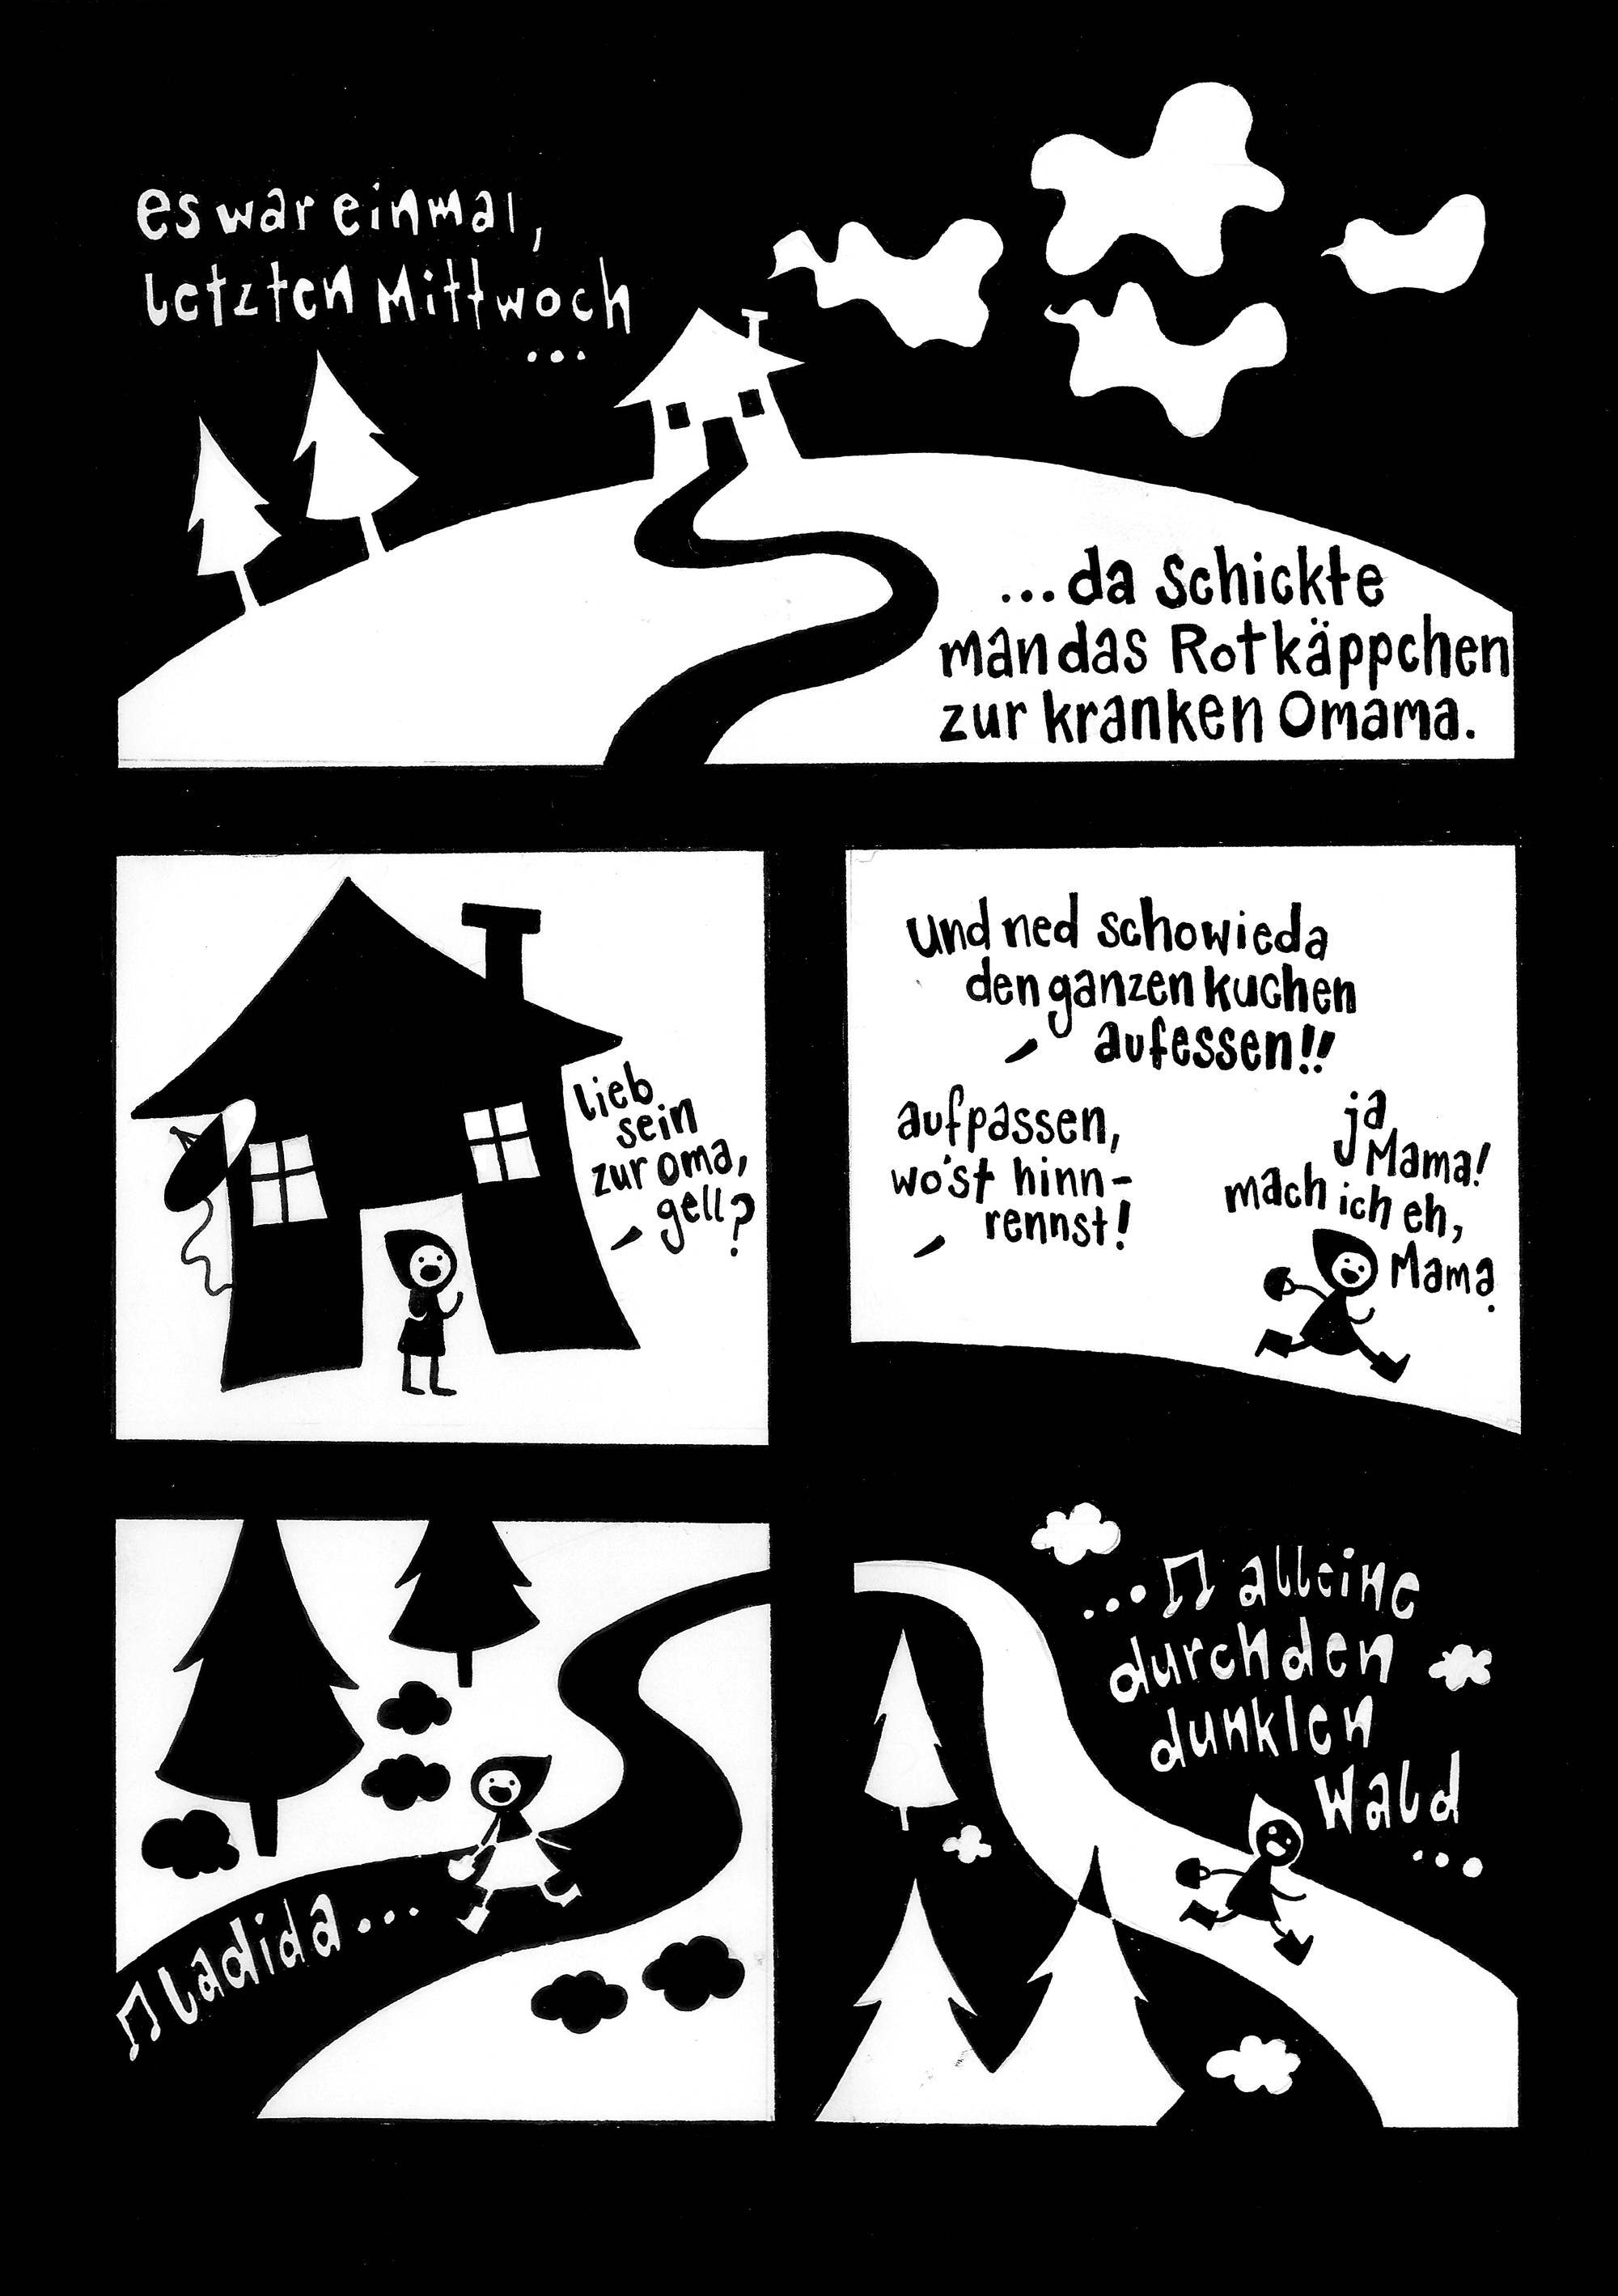 es war einmal,
letzten Mittwoch
...
...da schickte
man das Rotkäppchen
zur kranken Omama.
lieb
sein
zur oma,
gell?
und ned schowieda
den ganzen kuchen
aufessen!!
aufpassen,
wo'st hinn-
rennst!
ja
Mama!
mach ich eh,
Mama.
♫ ladida...
...♫ alleine
durch den
dunklen
Wald
...